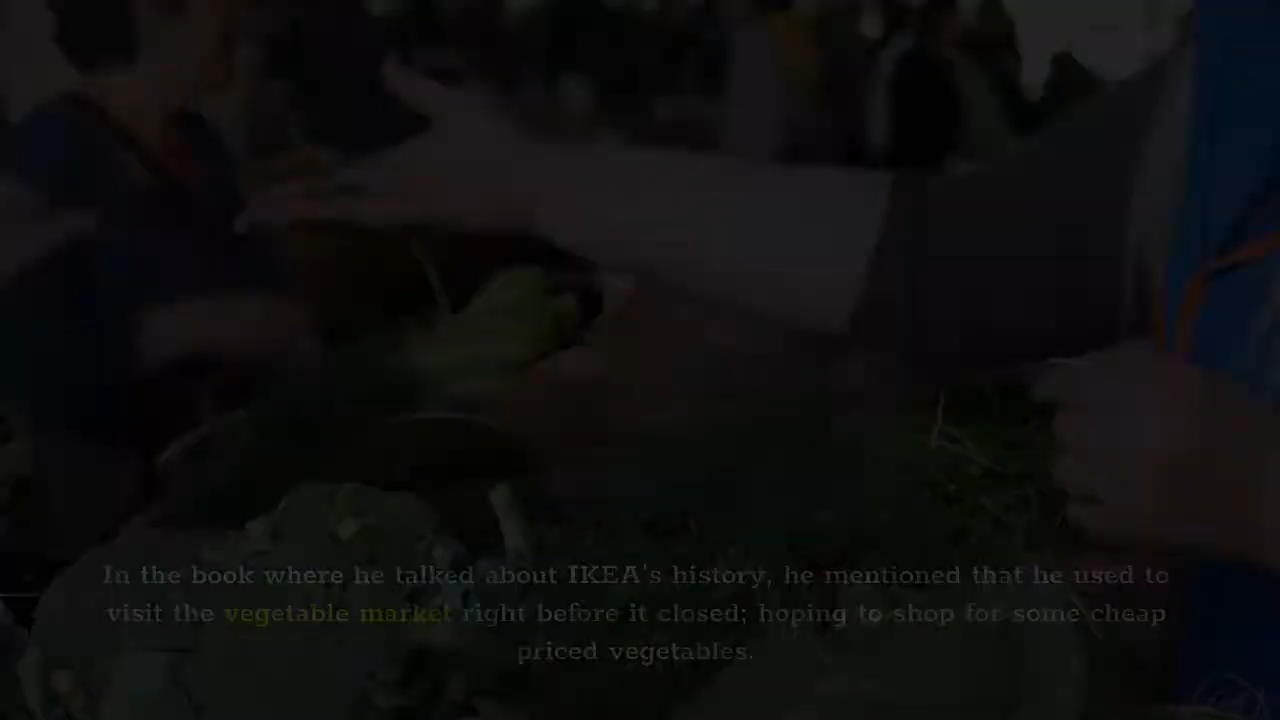 In the book where he talked about IKEA's history, he mentioned that he used to
visit the vegetable market right before it closed; hoping to shop for some cheap
priced vegetables.